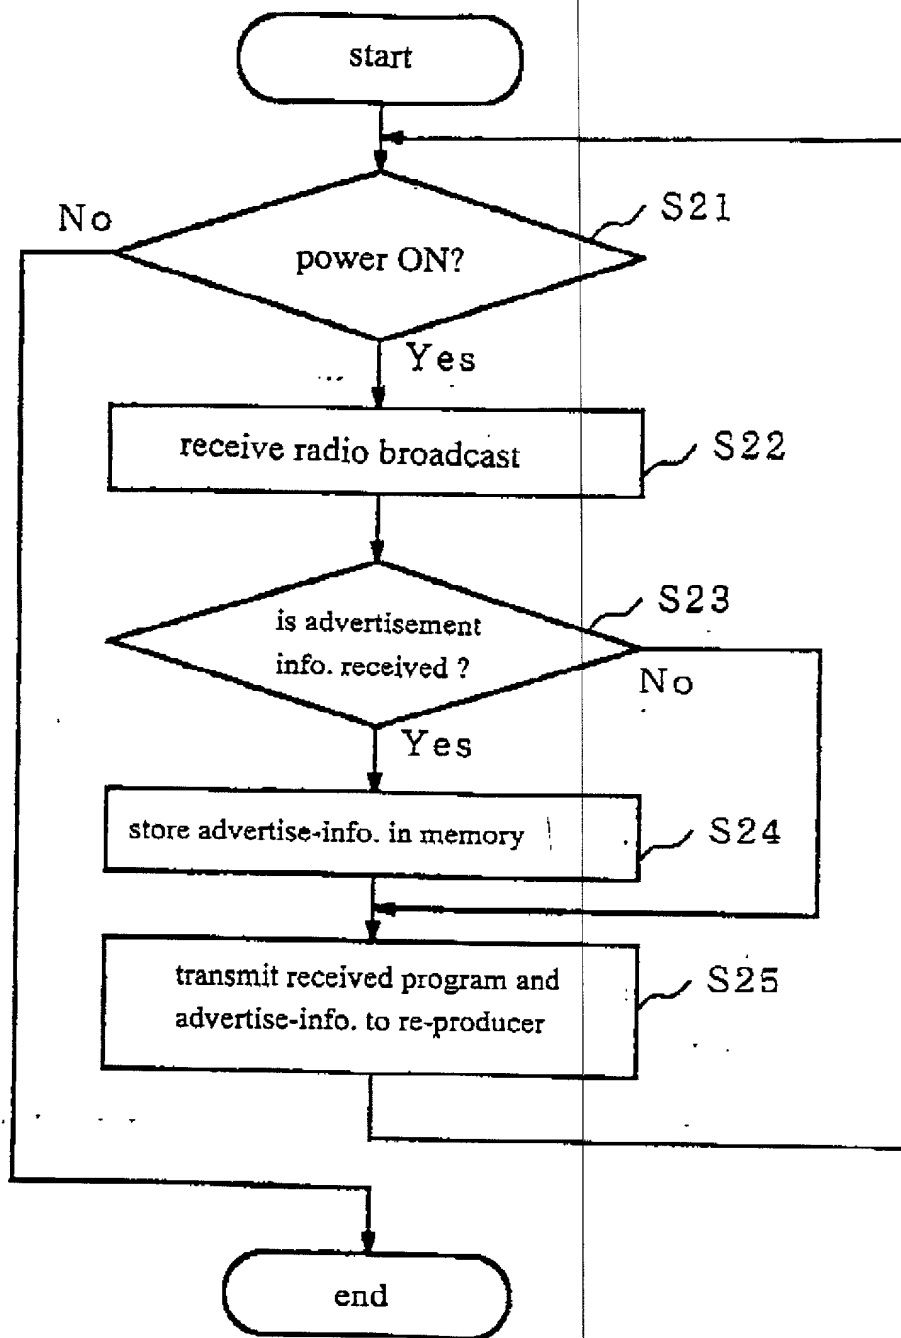 start
No
S21
power ON?
Yes
receive radio broadcast
S22
S23
is advertisement
info. received ?
No
Yes
store advertise-info. in memory
S24
transmit received program and
S25
advertise-info. to re-producer
end